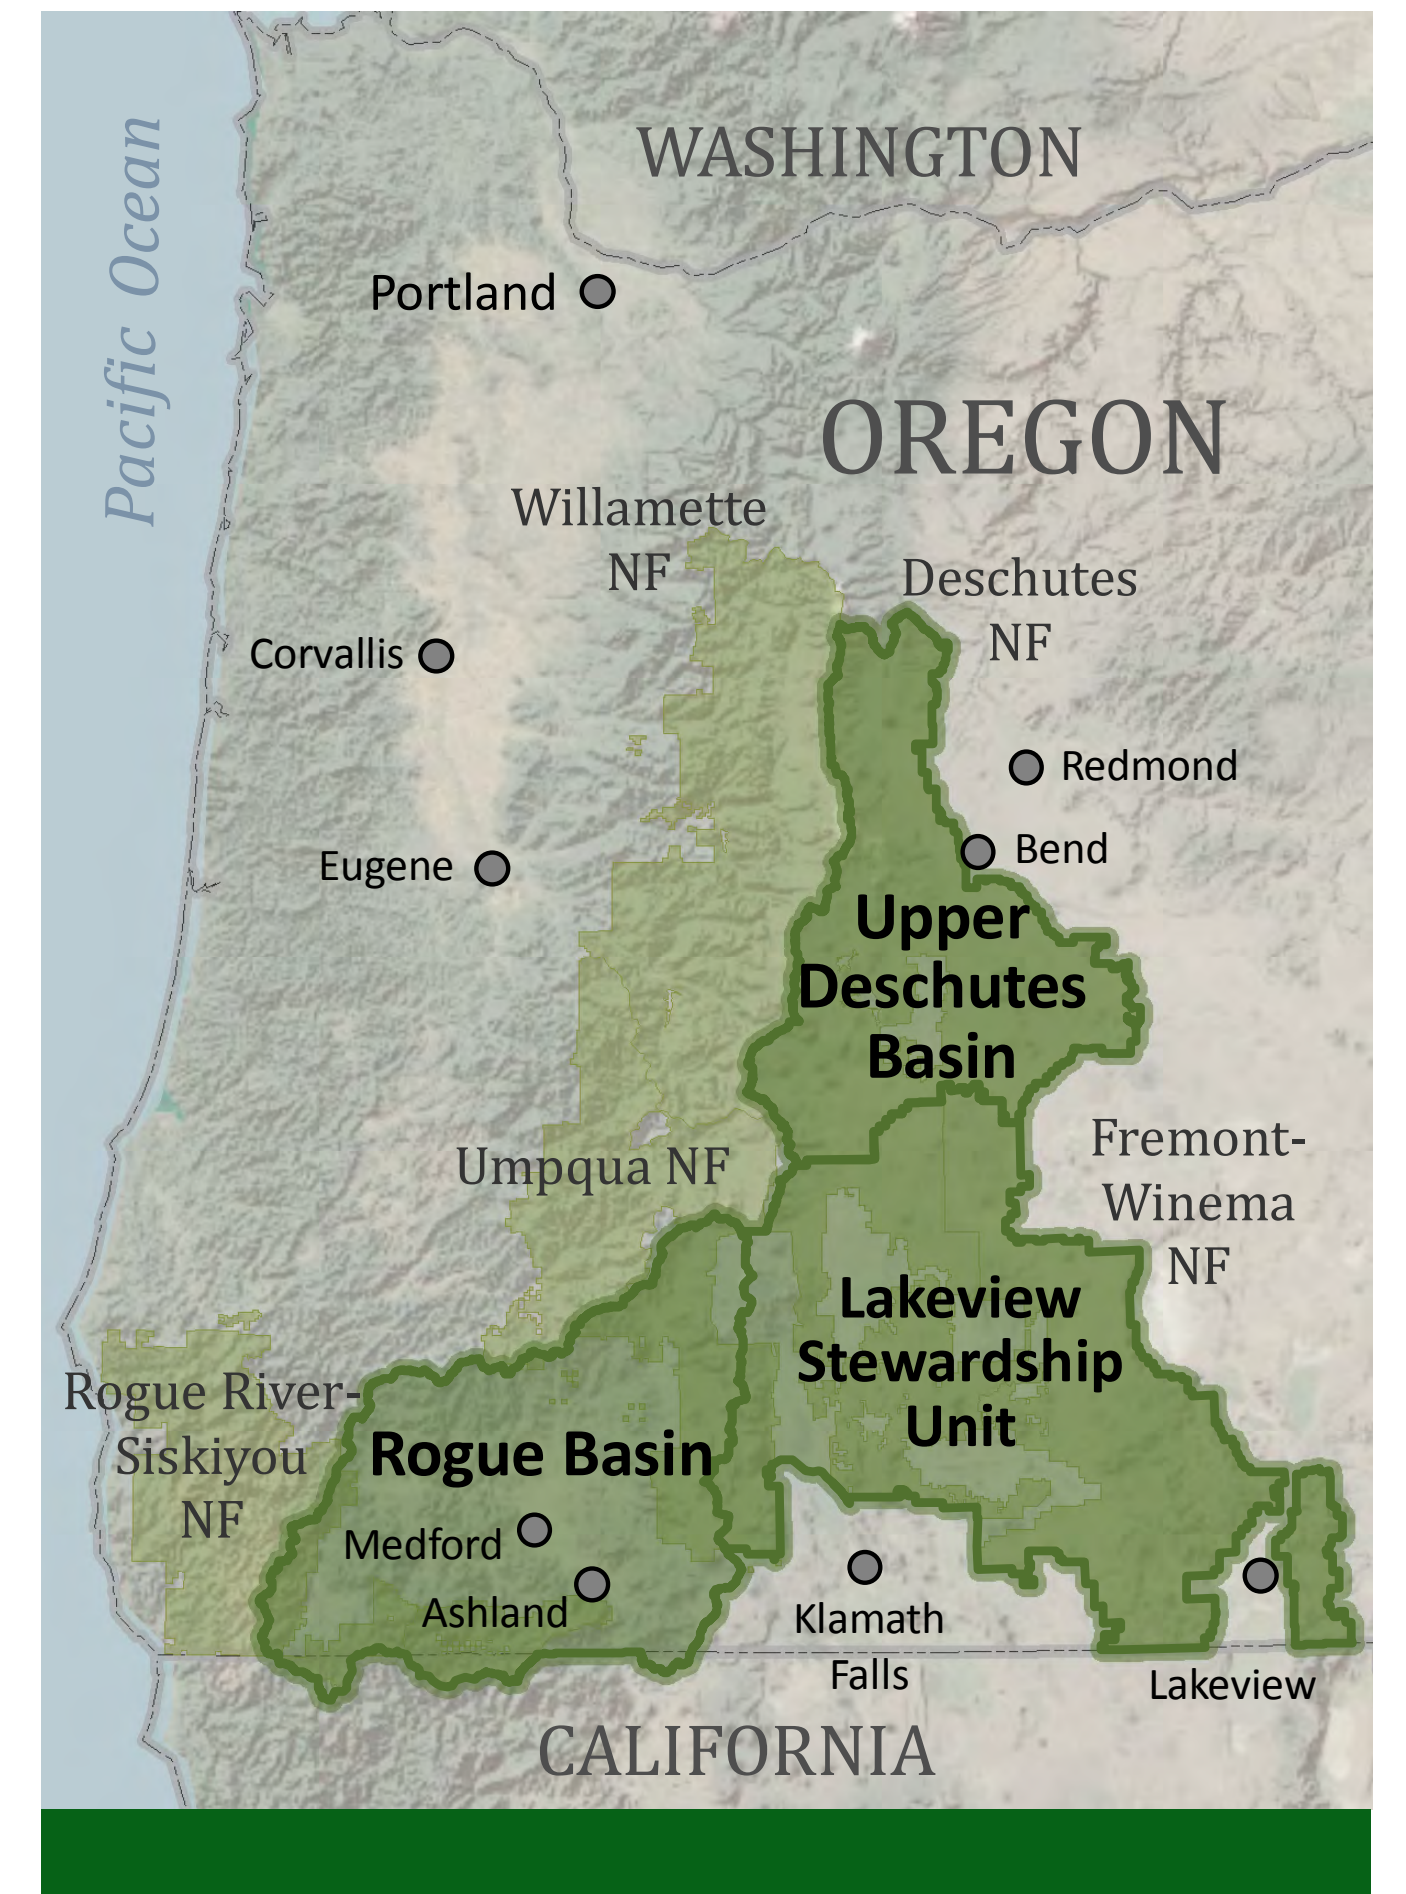 WASHINGTON
Pacific Ocean
Portland
OREGON
Willamette
NF
Deschutes
NF
Corvallis
Redmond
Bend
Eugene
Upper
Deschutes
Basin
Umpqua NF
Fremont-
Winema
NF
Lakeview
Stewardship
Unit
Rogue River-
Siskiyou
NF
Rogue Basin
Medford
Ashland
Klamath
Falls
Lakeview
CALIFORNIA